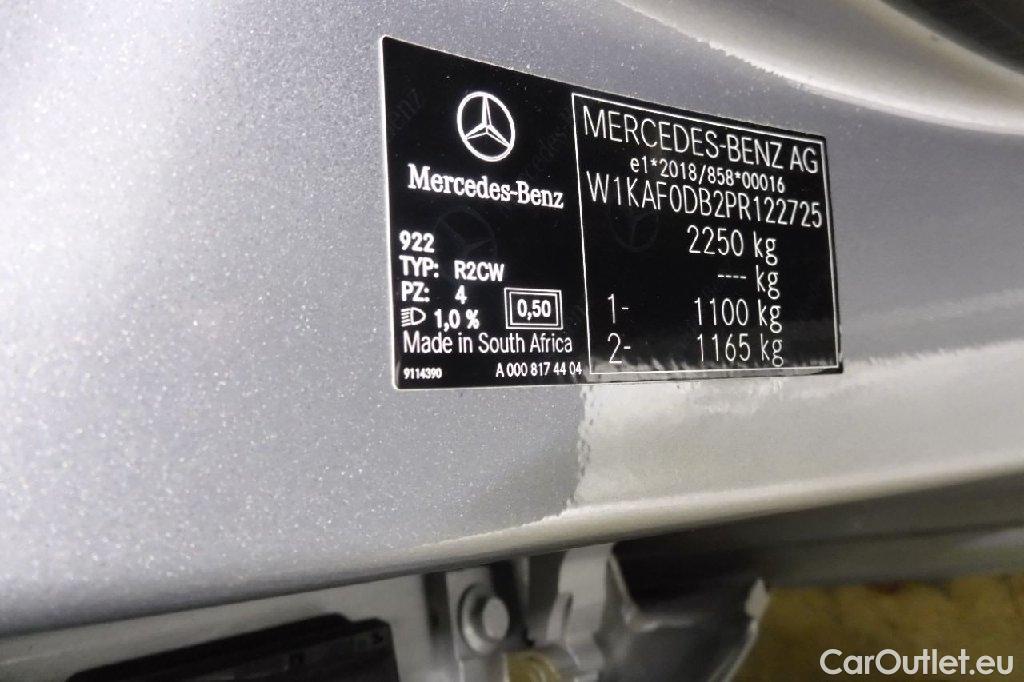 Mercedes-Benz
922
TYP: R2CW
PZ: 4
1,0 %
0,50
Made in South Africa
9114390
A 000 817 44 04
MERCEDES-BENZ AG
e1*2018/858*00016
W1KAF0DB2PR122725
2250 kg
---- kg
1- 1100 kg
2- 1165 kg
CarOutlet.eu